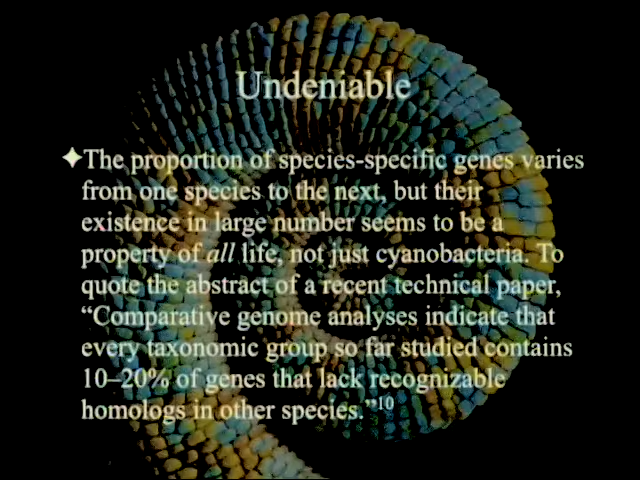 Undeniable
✦The proportion of species-specific genes varies
from one species to the next, but their
existence in large number seems to be a
property of all life, not just cyanobacteria. To
quote the abstract of a recent technical paper,
“Comparative genome analyses indicate that
every taxonomic group so far studied contains
10–20% of genes that lack recognizable
homologs in other species.”10